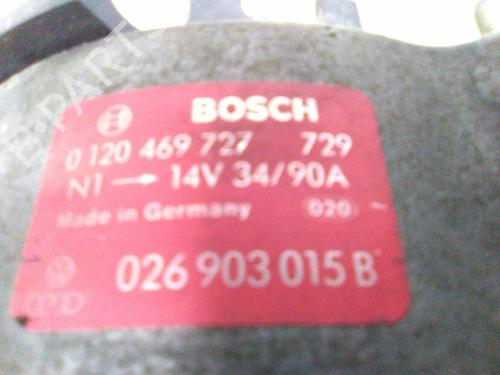 BOSCH
0 120 469 727 729
N1 → 14V 34/90A
Made in Germany 020
026 903 015 B